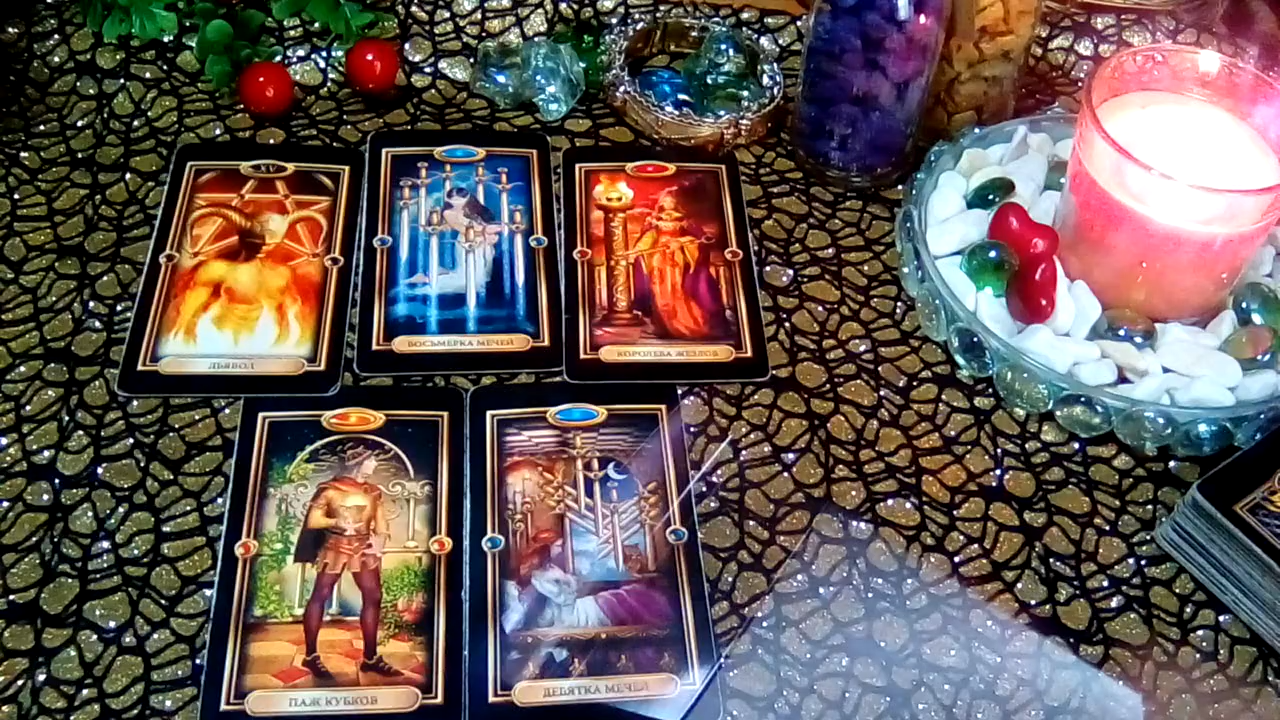 XV
ДЬЯВОЛ
ВОСЬМЕРКА МЕЧЕЙ
КОРОЛЕВА ЖЕЗЛОВ
ПАЖ КУБКОВ
ДЕВЯТКА МЕЧЕЙ